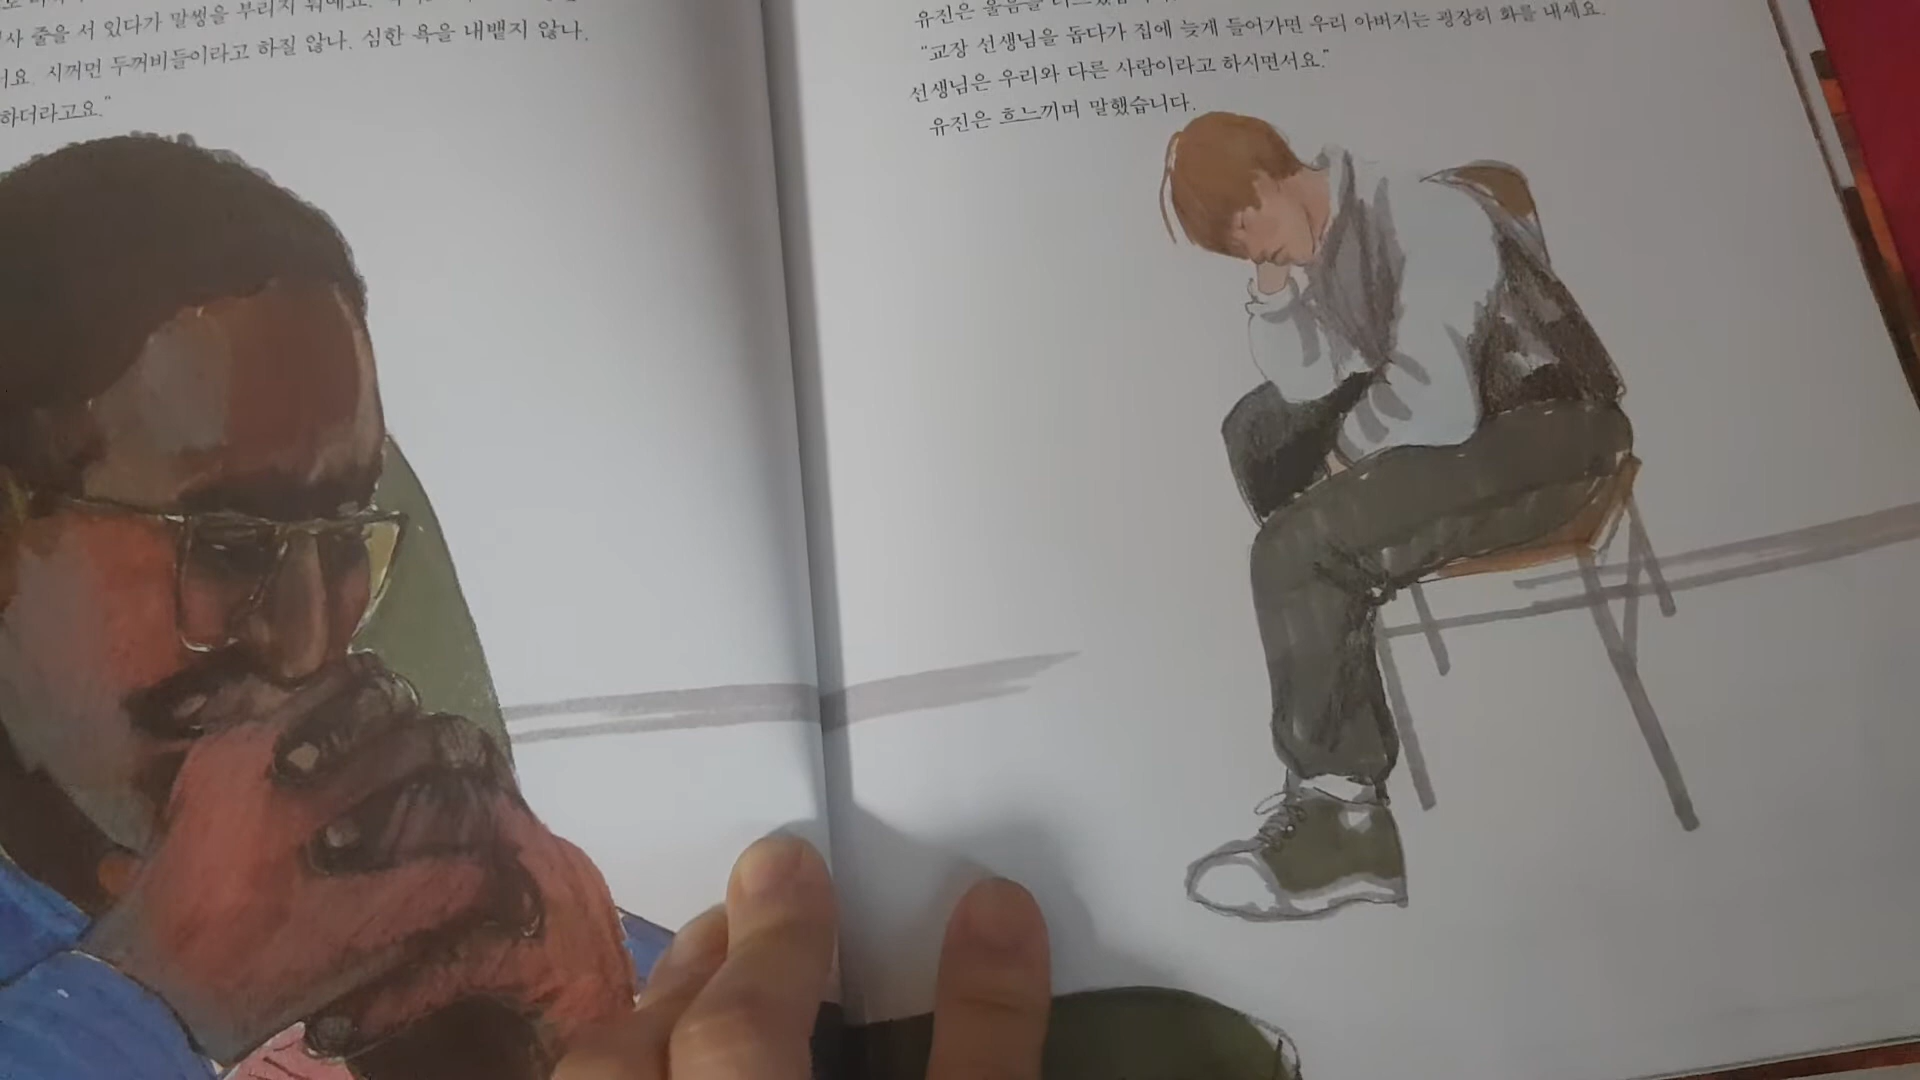 사 줄을 서 있다가 말썽을 부리지 뭐예요.
요. 시꺼먼 두꺼비들이라고 하질 않나. 심한 욕을 내뱉지 않나.
하더라고요."
유진은 울음을
"교장 선생님을 돕다가 집에 늦게 들어가면 우리 아버지는 굉장히 화를 내세요.
선생님은 우리와 다른 사람이라고 하시면서요."
유진은 흐느끼며 말했습니다.